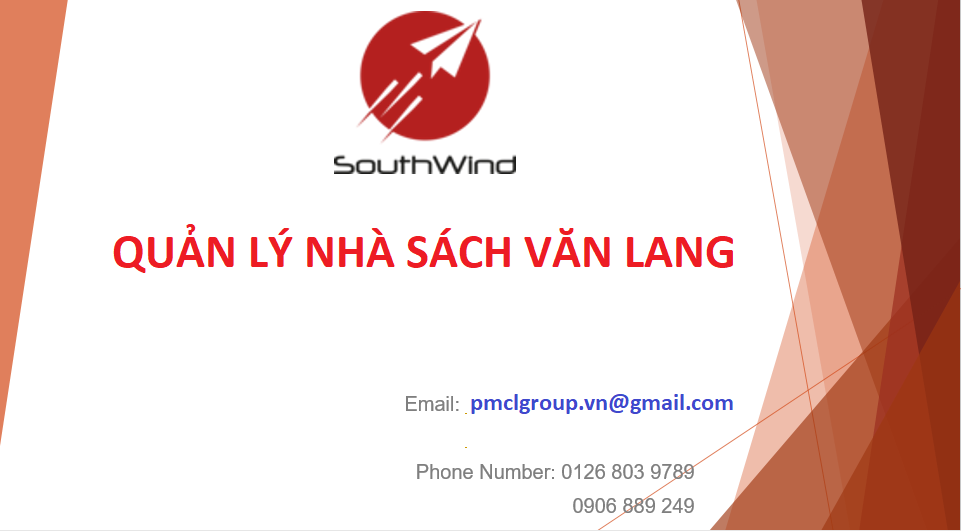 SouthWind
QUẢN LÝ NHÀ SÁCH VĂN LANG
Email: pmclgroup.vn@gmail.com
Phone Number: 0126 803 9789
0906 889 249